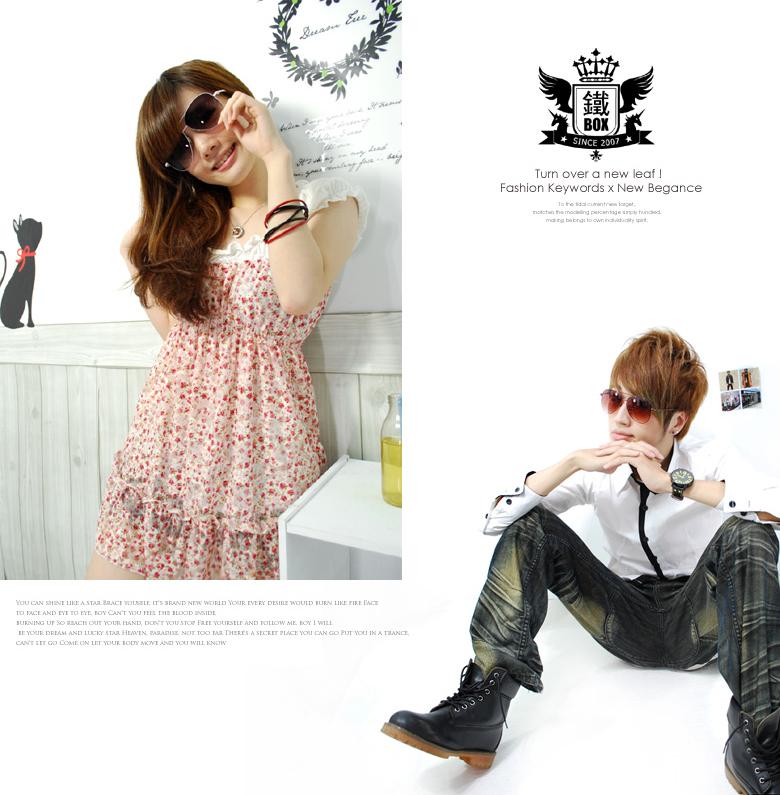 Dream Eve
鐵
BOX
SINCE 2007
Turn over a new leaf !
Fashion Keywords x New Begance
To the tidal current new target,
matches the modelling percentage simply hundred,
making belongs to own individuality spirit.
YOU CAN SHINE LIKE A STAR BRACE YOUSELF, IT'S BRAND NEW WORLD YOUR EVERY DESIRE WOULD BURN LIKE FIRE FACE
TO FACE AND EYE TO EYE, BOY CAN'T YOU FEEL THE BLOOD INSIDE
BURNING UP SO REACH OUT YOUR HAND, DON'T YOU STOP FREE YOURSELF AND FOLLOW ME, BOY I WILL
BE YOUR DREAM AND LUCKY STAR HEAVEN, PARADISE, NOT TOO FAR THERE'S A SECRET PLACE YOU CAN GO PUT YOU IN A TRANCE,
CAN'T LET GO COME ON LET YOUR BODY MOVE AND YOU WILL KNOW